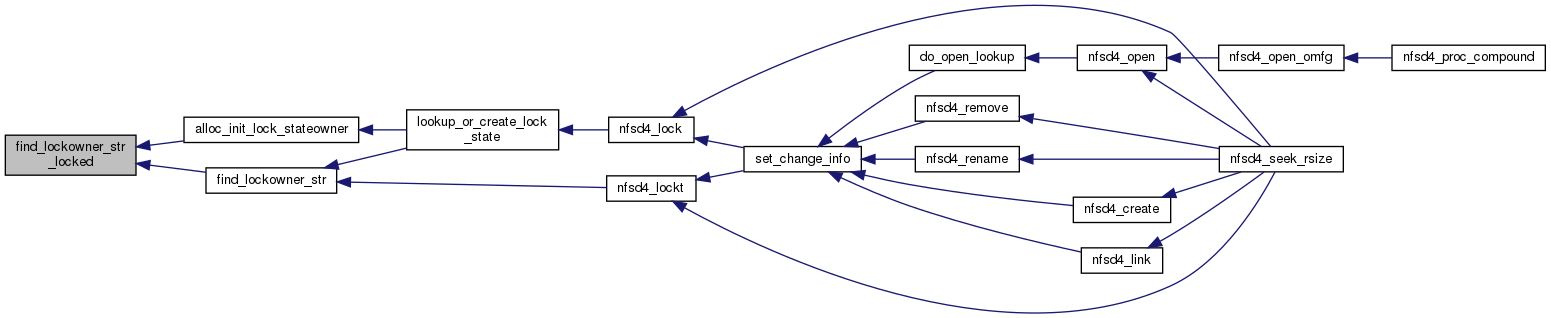 find_lockowner_str
_locked
alloc_init_lock_stateowner
find_lockowner_str
lookup_or_create_lock
_state
nfsd4_lock
nfsd4_lockt
set_change_info
do_open_lookup
nfsd4_remove
nfsd4_rename
nfsd4_create
nfsd4_link
nfsd4_open
nfsd4_open_omfg
nfsd4_seek_rsize
nfsd4_proc_compound